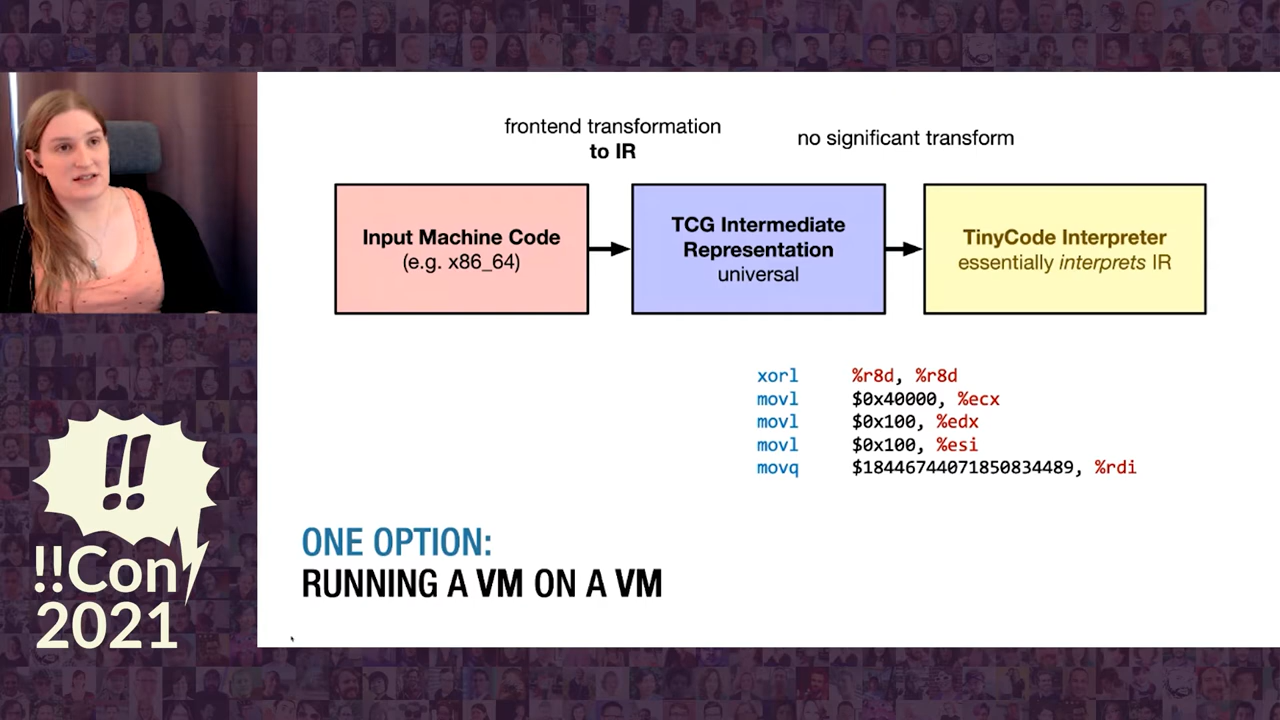 frontend transformation
to IR
no significant transform
Input Machine Code
(e.g. x86_64)
TCG Intermediate
Representation
universal
TinyCode Interpreter
essentially interprets IR
xorl %r8d, %r8d
movl $0x40000, %ecx
movl $0x100, %edx
movl $0x100, %esi
movq $18446744071850834489, %rdi
ONE OPTION:
RUNNING A VM ON A VM
!!
!!Con
2021